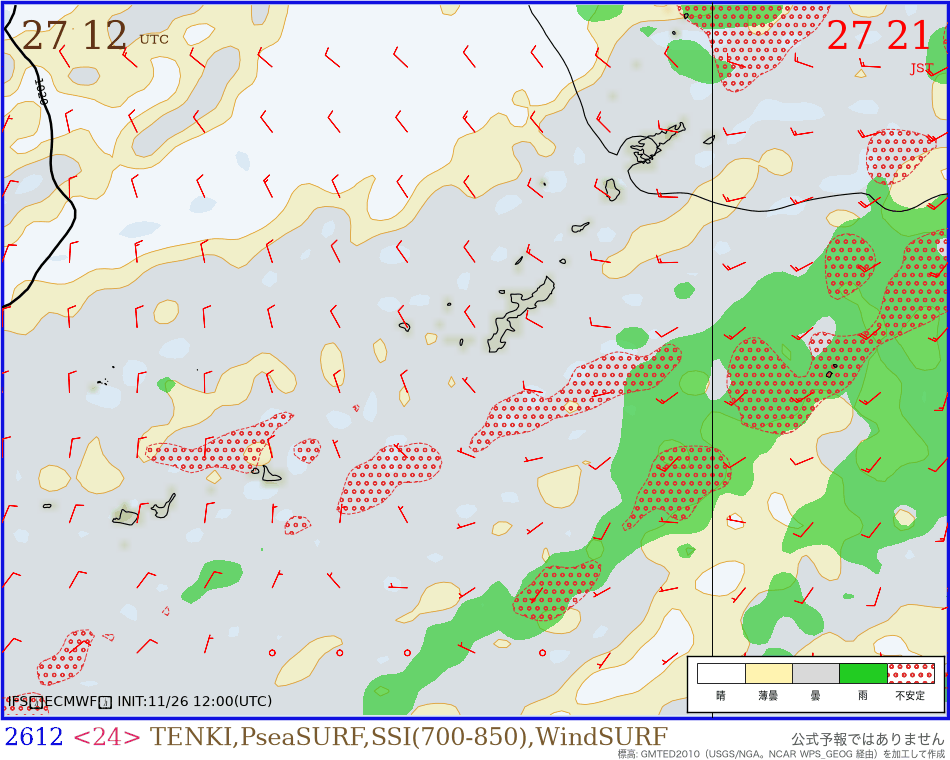 27 12 UTC
27 21
JST
1020
IFS(ECMWF) INIT:11/26 12:00(UTC)
晴 薄曇 曇 雨 不安定
2612 <24> TENKI,PseaSURF,SSI(700-850),WindSURF
公式予報ではありません
標高: GMTED2010（USGS/NGA。NCAR WPS_GEOG 経由）を加工して作成